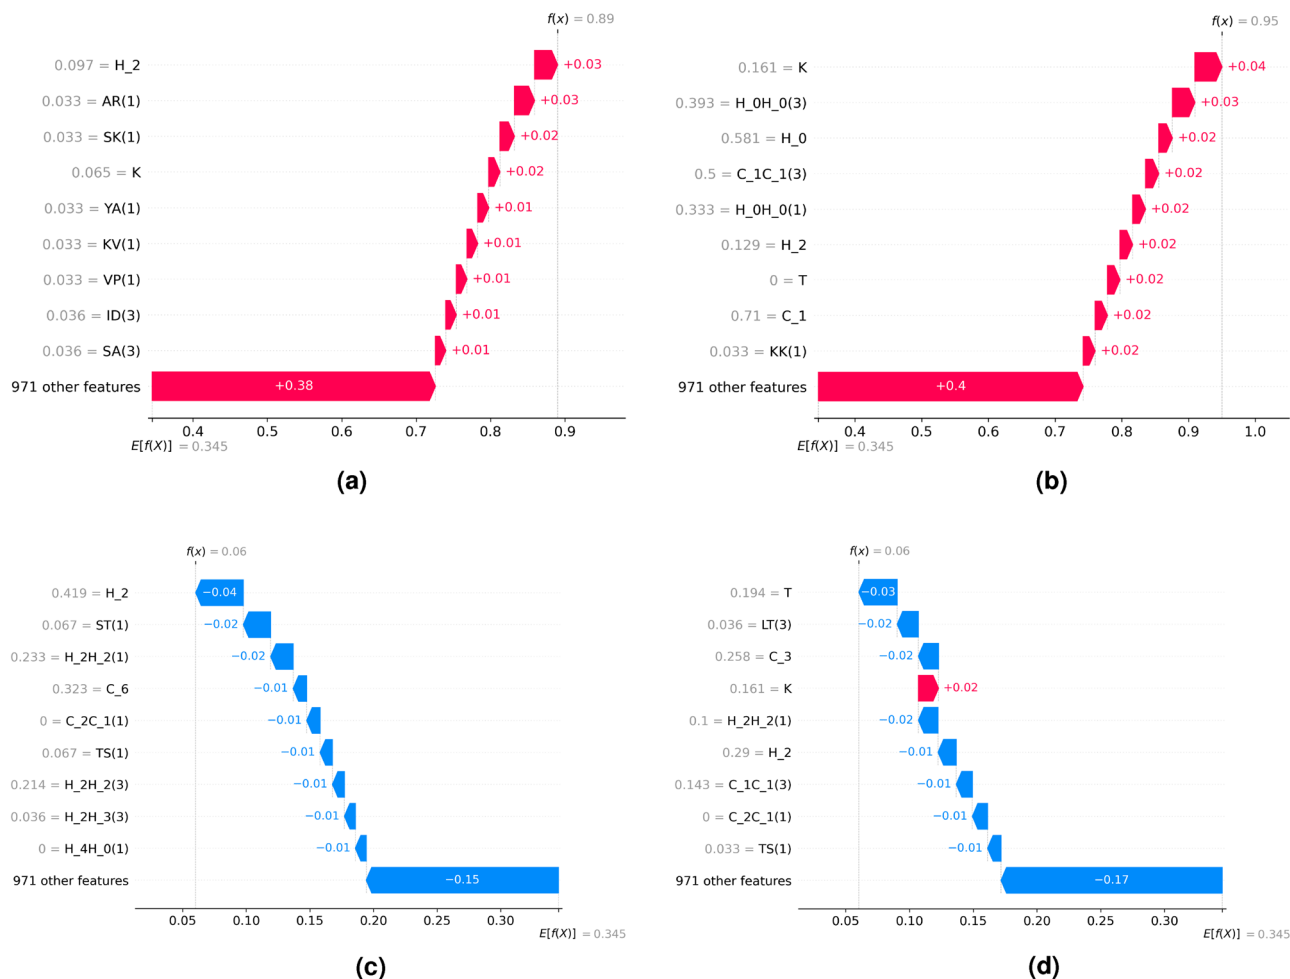 f(x) = 0.89
0.097 = H_2
+0.03
0.033 = AR(1)
+0.03
0.033 = SK(1)
+0.02
0.065 = K
+0.02
0.033 = YA(1)
+0.01
0.033 = KV(1)
+0.01
0.033 = VP(1)
+0.01
0.036 = ID(3)
+0.01
0.036 = SA(3)
+0.01
971 other features
+0.38
0.4 0.5 0.6 0.7 0.8 0.9
E[f(X)] = 0.345
(a)
f(x) = 0.95
0.161 = K
+0.04
0.393 = H_0H_0(3)
+0.03
0.581 = H_0
+0.02
0.5 = C_1C_1(3)
+0.02
0.333 = H_0H_0(1)
+0.02
0.129 = H_2
+0.02
0 = T
+0.02
0.71 = C_1
+0.02
0.033 = KK(1)
+0.02
971 other features
+0.4
0.4 0.5 0.6 0.7 0.8 0.9 1.0
E[f(X)] = 0.345
(b)
f(x) = 0.06
0.419 = H_2
−0.04
0.067 = ST(1)
−0.02
0.233 = H_2H_2(1)
−0.02
0.323 = C_6
−0.01
0 = C_2C_1(1)
−0.01
0.067 = TS(1)
−0.01
0.214 = H_2H_2(3)
−0.01
0.036 = H_2H_3(3)
−0.01
0 = H_4H_0(1)
−0.01
971 other features
−0.15
0.05 0.10 0.15 0.20 0.25 0.30
E[f(X)] = 0.345
(c)
f(x) = 0.06
0.194 = T
−0.03
0.036 = LT(3)
−0.02
0.258 = C_3
−0.02
0.161 = K
+0.02
0.1 = H_2H_2(1)
−0.02
0.29 = H_2
−0.01
0.143 = C_1C_1(3)
−0.01
0 = C_2C_1(1)
−0.01
0.033 = TS(1)
−0.01
971 other features
−0.17
0.05 0.10 0.15 0.20 0.25 0.30
E[f(X)] = 0.345
(d)